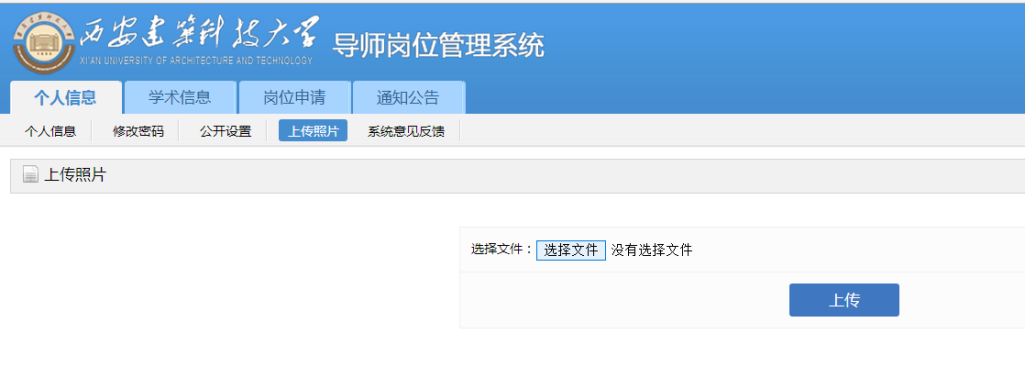 西安建筑科技大学
XI'AN UNIVERSITY OF ARCHITECTURE AND TECHNOLOGY
导师岗位管理系统
个人信息 学术信息 岗位申请 通知公告
个人信息 修改密码 公开设置 上传照片 系统意见反馈
上传照片
选择文件： 选择文件 没有选择文件
上传